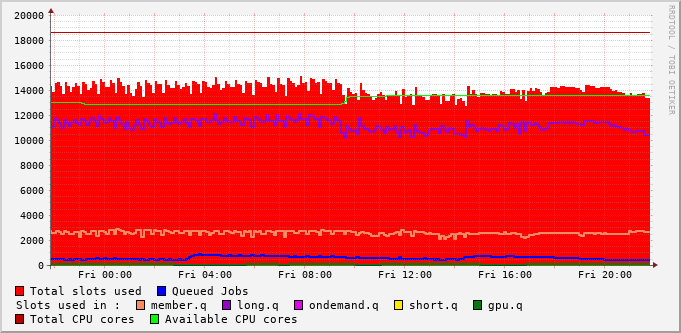 20000
18000
16000
14000
12000
10000
8000
6000
4000
2000
0
Fri 00:00 Fri 04:00 Fri 08:00 Fri 12:00 Fri 16:00 Fri 20:00
RRDTOOL / TOBI OETIKER
Total slots used Queued Jobs
Slots used in : member.q long.q ondemand.q short.q gpu.q
Total CPU cores Available CPU cores